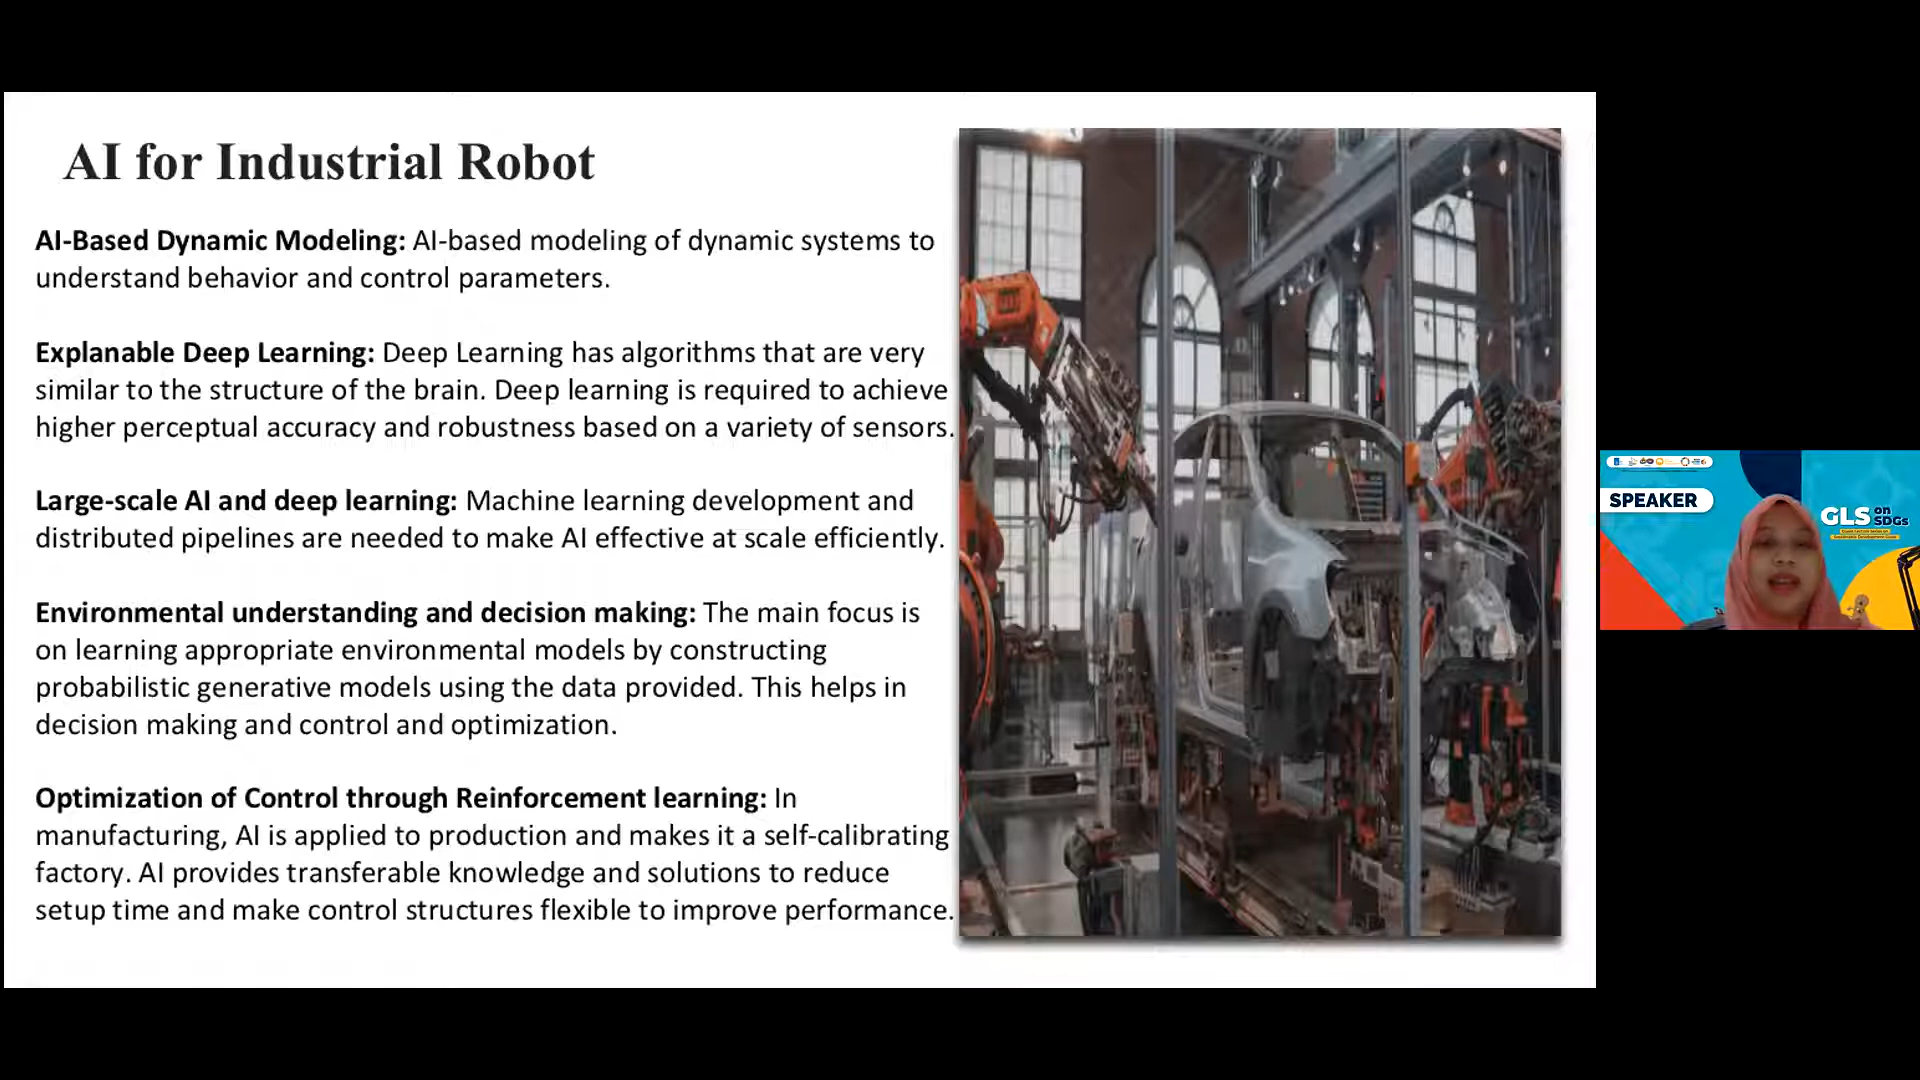 AI for Industrial Robot
AI-Based Dynamic Modeling: AI-based modeling of dynamic systems to
understand behavior and control parameters.
Explanable Deep Learning: Deep Learning has algorithms that are very
similar to the structure of the brain. Deep learning is required to achieve
higher perceptual accuracy and robustness based on a variety of sensors.
Large-scale AI and deep learning: Machine learning development and
distributed pipelines are needed to make AI effective at scale efficiently.
Environmental understanding and decision making: The main focus is
on learning appropriate environmental models by constructing
probabilistic generative models using the data provided. This helps in
decision making and control and optimization.
Optimization of Control through Reinforcement learning: In
manufacturing, AI is applied to production and makes it a self-calibrating
factory. AI provides transferable knowledge and solutions to reduce
setup time and make control structures flexible to improve performance.
SPEAKER
GLS on
SDGs